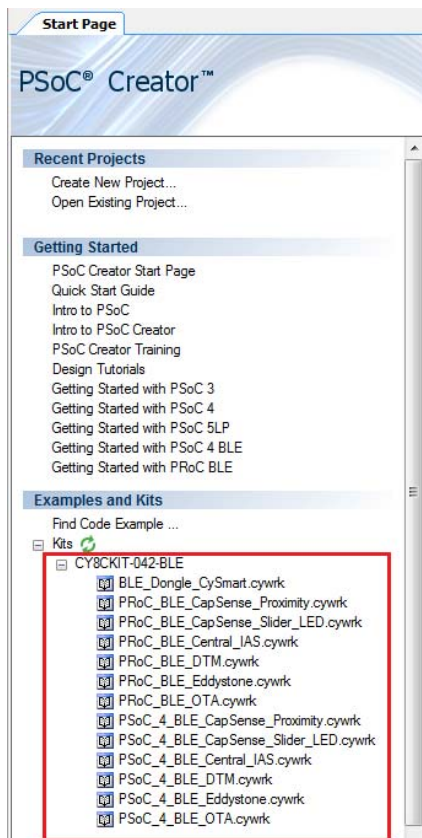 Start Page
PSoC® Creator™
Recent Projects
Create New Project...
Open Existing Project...
Getting Started
PSoC Creator Start Page
Quick Start Guide
Intro to PSoC
Intro to PSoC Creator
PSoC Creator Training
Design Tutorials
Getting Started with PSoC 3
Getting Started with PSoC 4
Getting Started with PSoC 5LP
Getting Started with PSoC 4 BLE
Getting Started with PRoC BLE
Examples and Kits
Find Code Example ...
Kits
CY8CKIT-042-BLE
BLE_Dongle_CySmart.cywrk
PRoC_BLE_CapSense_Proximity.cywrk
PRoC_BLE_CapSense_Slider_LED.cywrk
PRoC_BLE_Central_IAS.cywrk
PRoC_BLE_DTM.cywrk
PRoC_BLE_Eddystone.cywrk
PRoC_BLE_OTA.cywrk
PSoC_4_BLE_CapSense_Proximity.cywrk
PSoC_4_BLE_CapSense_Slider_LED.cywrk
PSoC_4_BLE_Central_IAS.cywrk
PSoC_4_BLE_DTM.cywrk
PSoC_4_BLE_Eddystone.cywrk
PSoC_4_BLE_OTA.cywrk